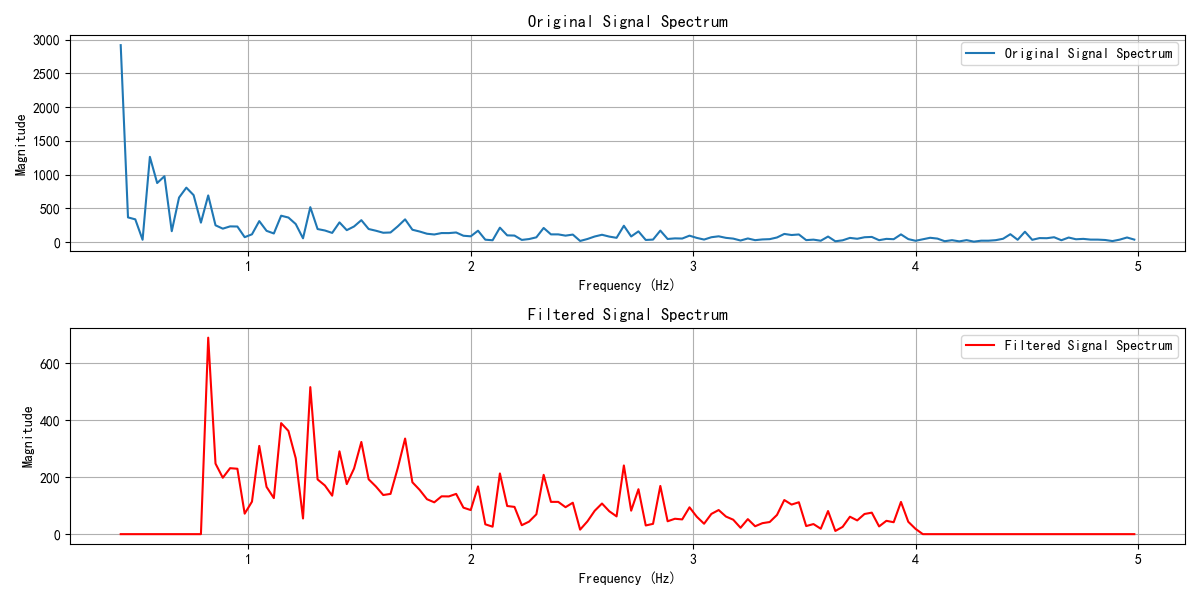 Original Signal Spectrum
3000
2500
2000
1500
1000
500
0
Magnitude
Original Signal Spectrum
1 2 3 4 5
Frequency (Hz)
Filtered Signal Spectrum
600
400
200
0
Magnitude
Filtered Signal Spectrum
1 2 3 4 5
Frequency (Hz)